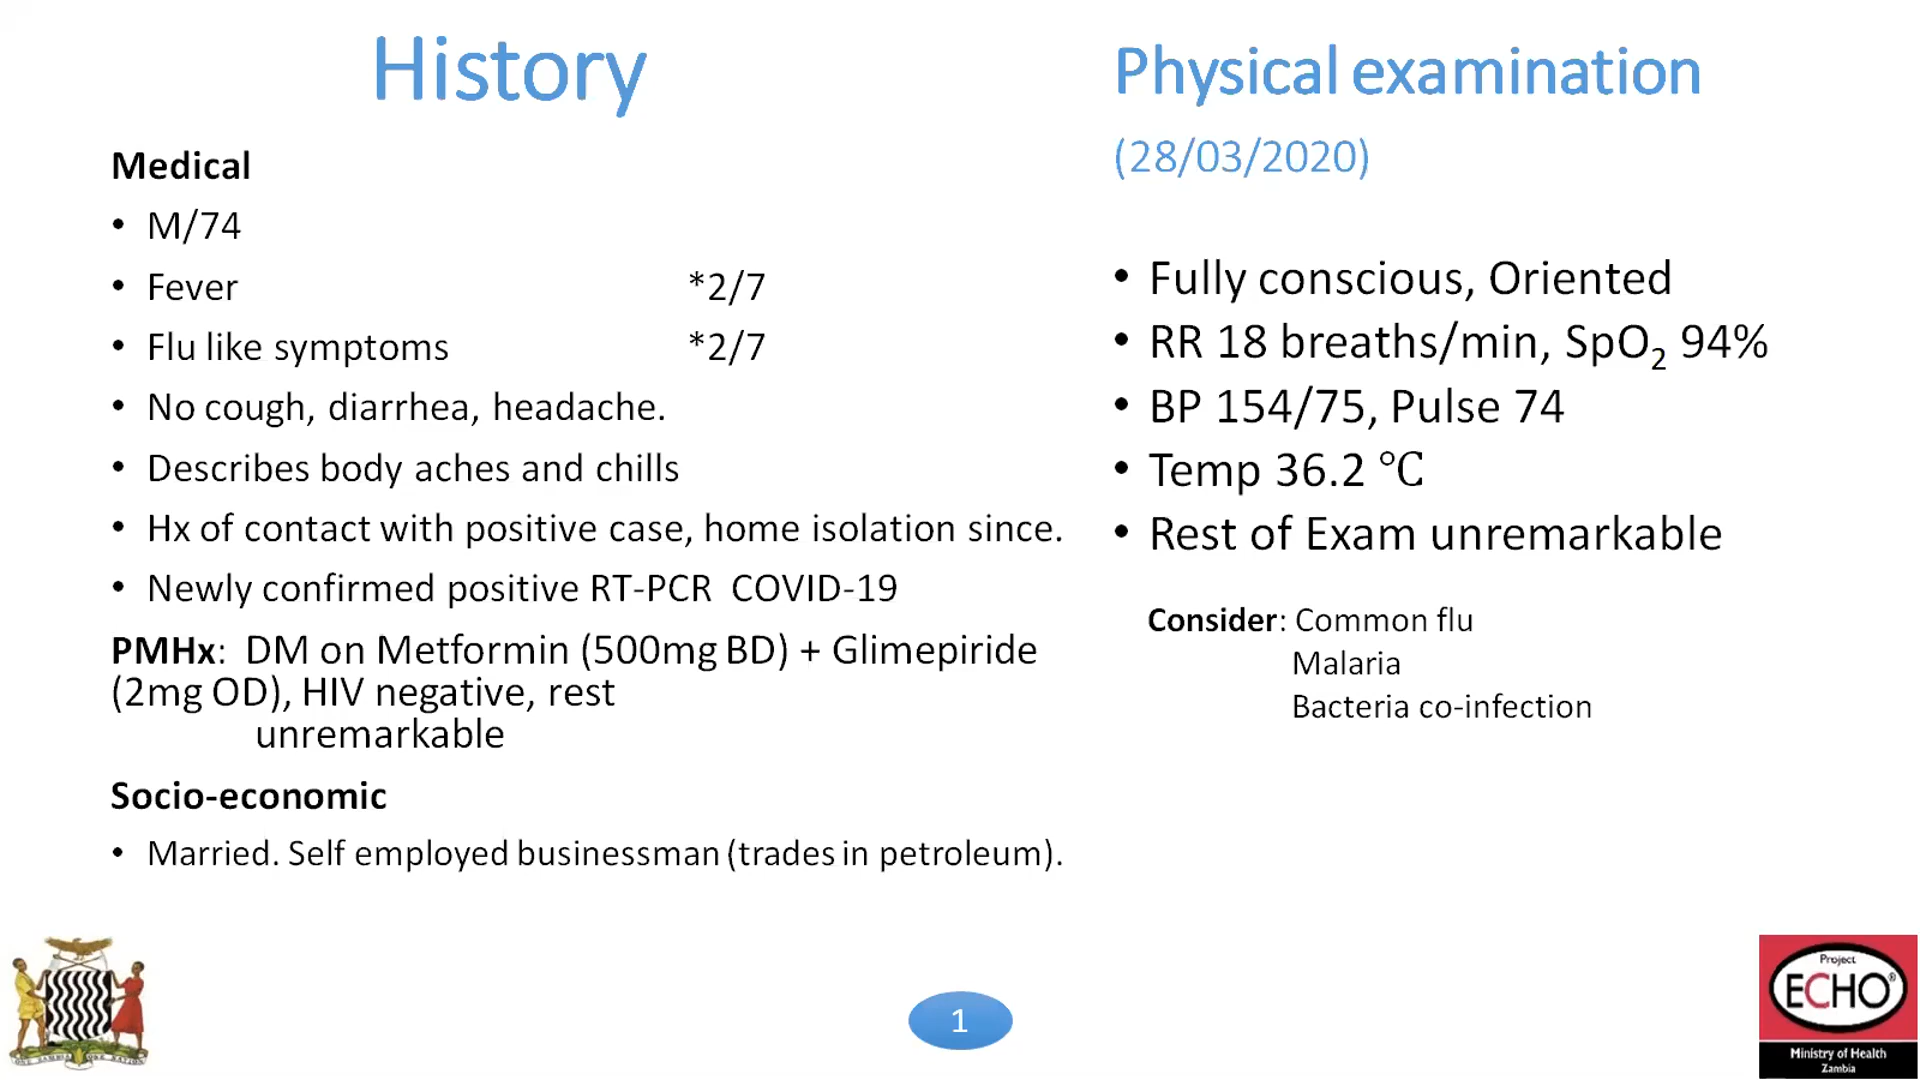 History
Medical
• M/74
• Fever *2/7
• Flu like symptoms *2/7
• No cough, diarrhea, headache.
• Describes body aches and chills
• Hx of contact with positive case, home isolation since.
• Newly confirmed positive RT-PCR COVID-19
PMHx: DM on Metformin (500mg BD) + Glimepiride
(2mg OD), HIV negative, rest
unremarkable
Socio-economic
• Married. Self employed businessman (trades in petroleum).
Physical examination
(28/03/2020)
• Fully conscious, Oriented
• RR 18 breaths/min, SpO₂ 94%
• BP 154/75, Pulse 74
• Temp 36.2 ℃
• Rest of Exam unremarkable
Consider: Common flu
Malaria
Bacteria co-infection
ONE ZAMBIA ONE NATION
1
Project
ECHO®
Ministry of Health
Zambia